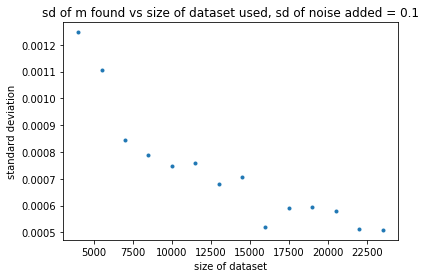 sd of m found vs size of dataset used, sd of noise added = 0.1
0.0012
0.0011
0.0010
0.0009
0.0008
0.0007
0.0006
0.0005
standard deviation
5000 7500 10000 12500 15000 17500 20000 22500
size of dataset